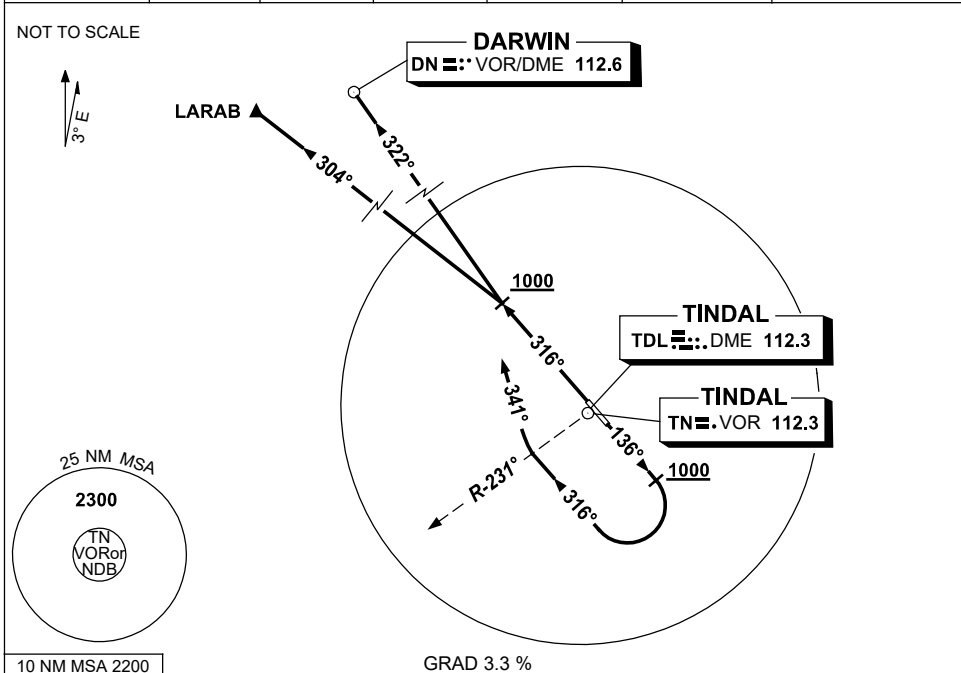 NOT TO SCALE
3° E
DARWIN
DN VOR/DME 112.6
LARAB
304°
322°
1000
316°
TINDAL
TDL DME 112.3
TINDAL
TN VOR 112.3
341°
136°
R-231°
316°
1000
25 NM MSA
2300
TN
VORor
NDB
10 NM MSA 2200
GRAD 3.3 %